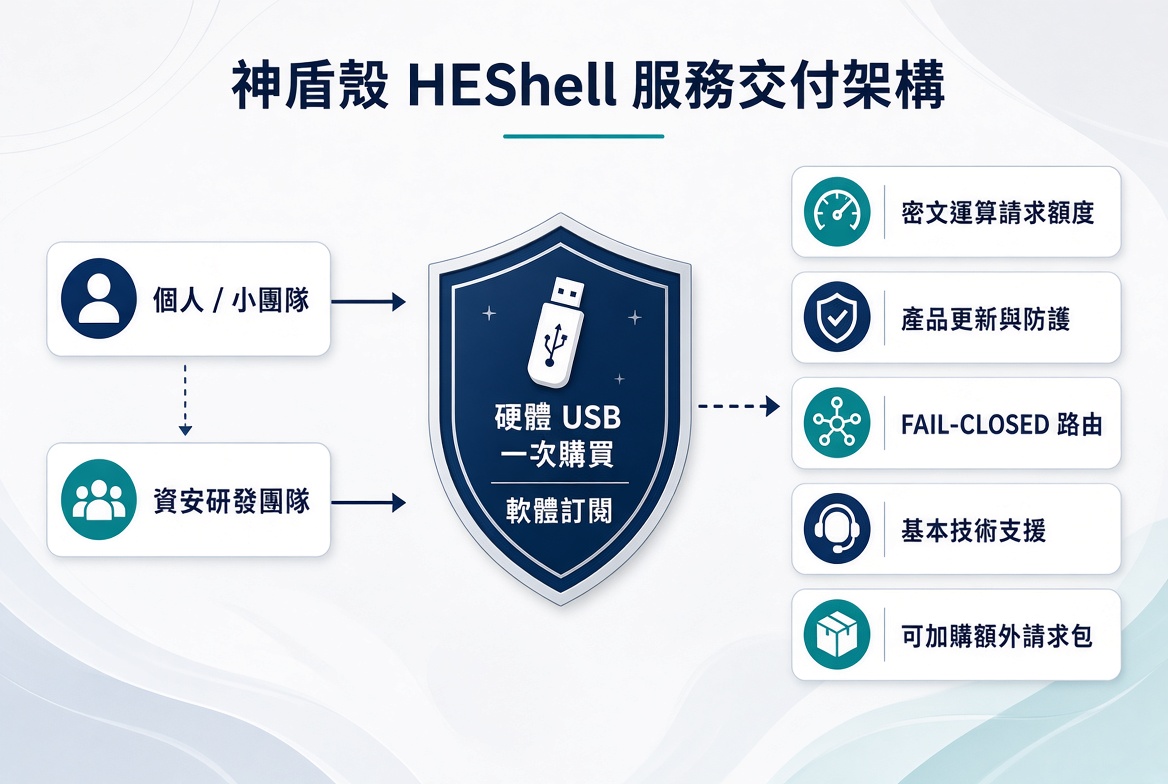 神盾殼 HEShell 服務交付架構
個人 / 小團隊
資安研發團隊
硬體 USB
一次購買
軟體訂閱
密文運算請求額度
產品更新與防護
FAIL-CLOSED 路由
基本技術支援
可加購額外請求包